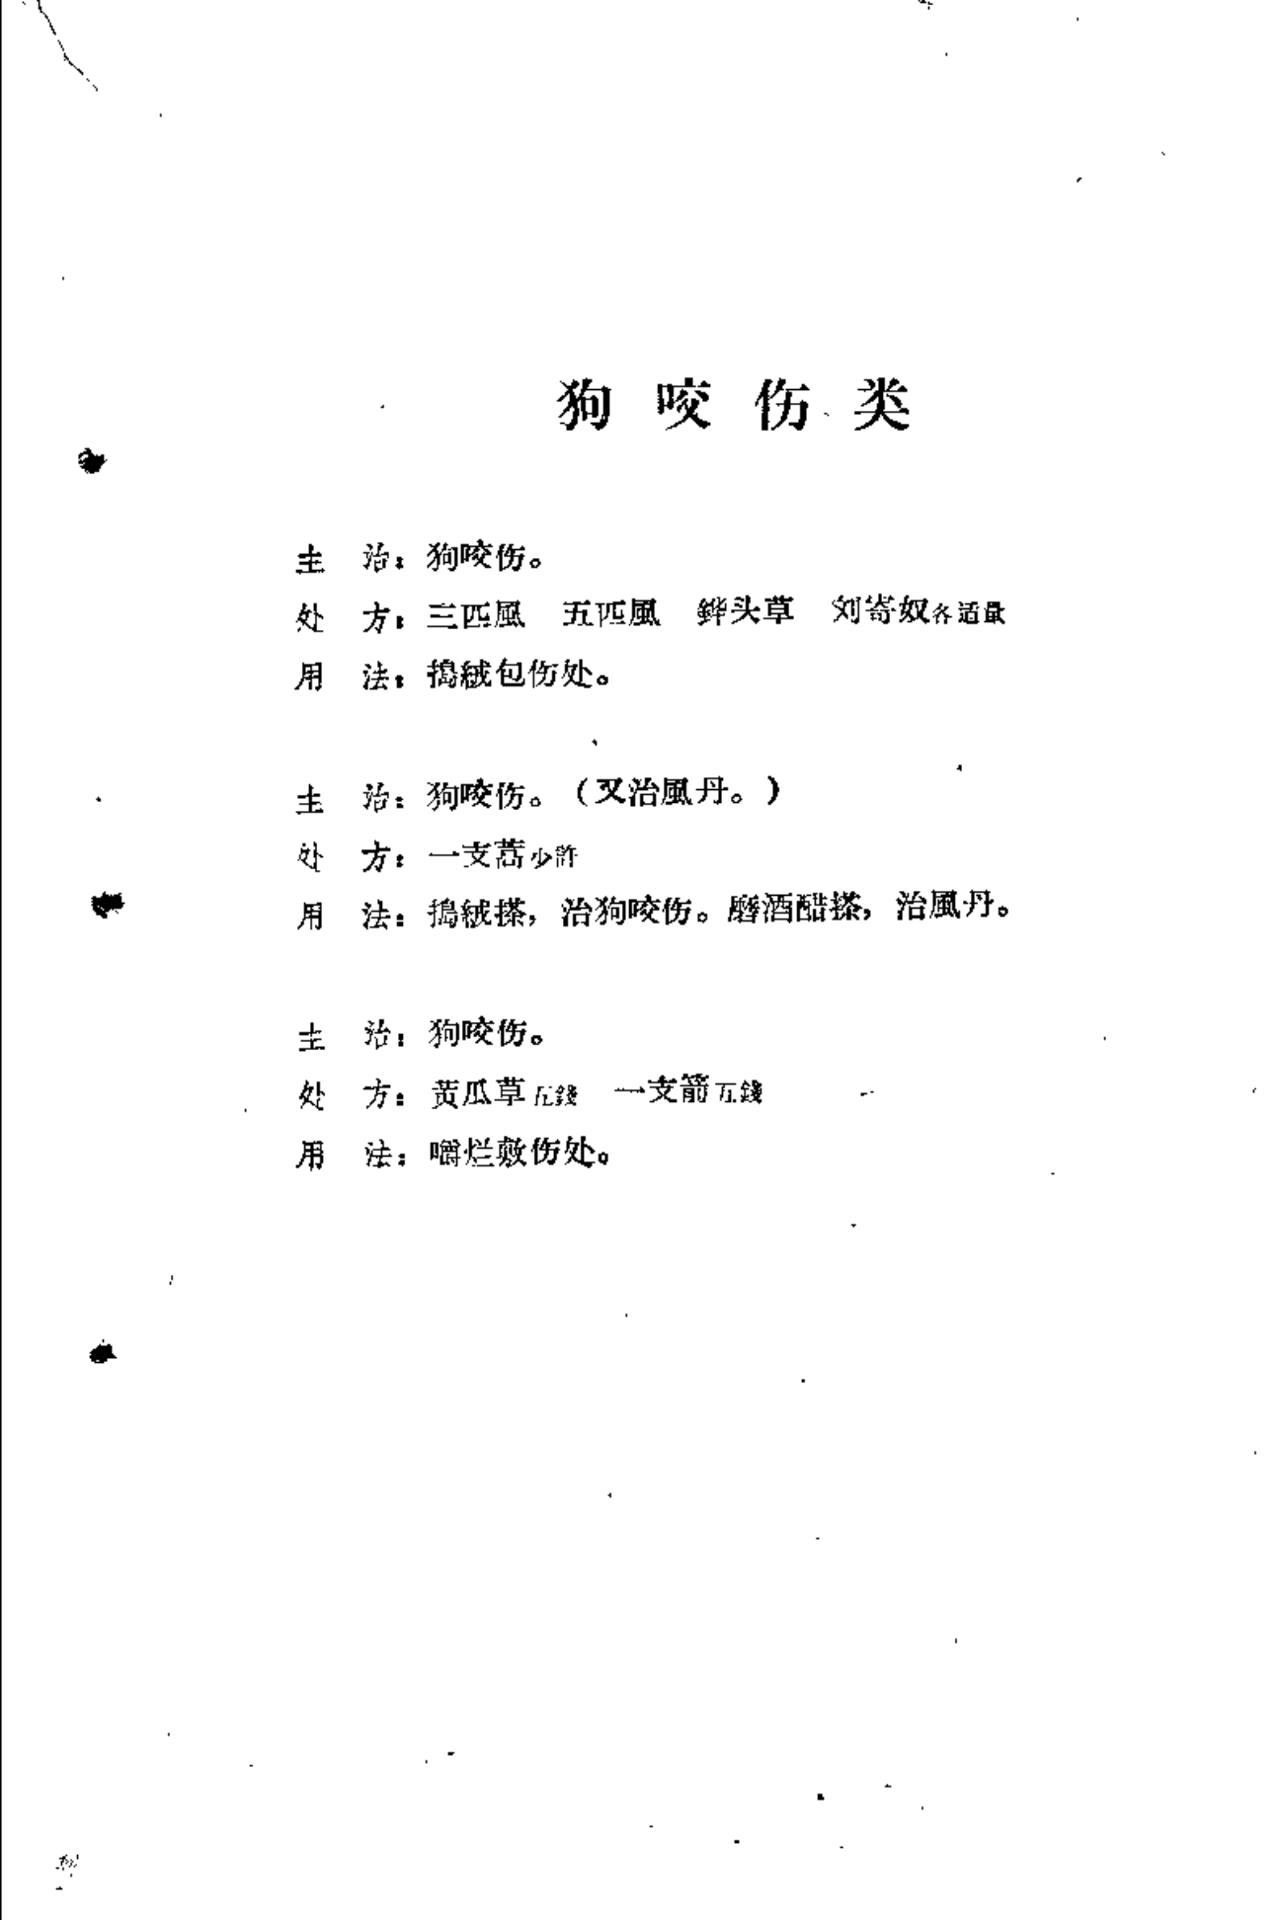 狗咬伤类
主　治：狗咬伤。
处　方：三匹風　五匹風　鏵头草　刘寄奴各适量
用　法：搗絨包伤处。
主　治：狗咬伤。（又治風丹。）
处　方：一支蒿少許
用　法：搗絨搽，治狗咬伤。磨酒醋搽，治風丹。
主　治：狗咬伤。
处　方：黄瓜草五錢　一支箭五錢
用　法：嚼烂敷伤处。